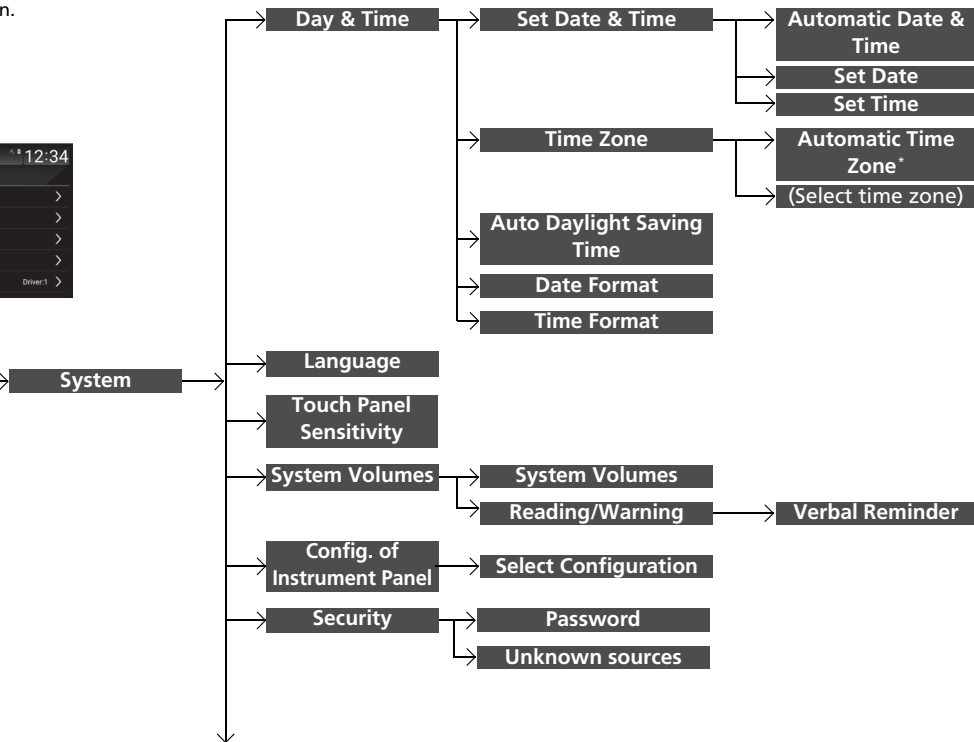 n.
12:34
Driver:1
Day & Time
Set Date & Time
Automatic Date &
Time
Set Date
Set Time
Time Zone
Automatic Time
Zone*
(Select time zone)
Auto Daylight Saving
Time
Date Format
Time Format
System
Language
Touch Panel
Sensitivity
System Volumes
System Volumes
Reading/Warning
Verbal Reminder
Config. of
Instrument Panel
Select Configuration
Security
Password
Unknown sources